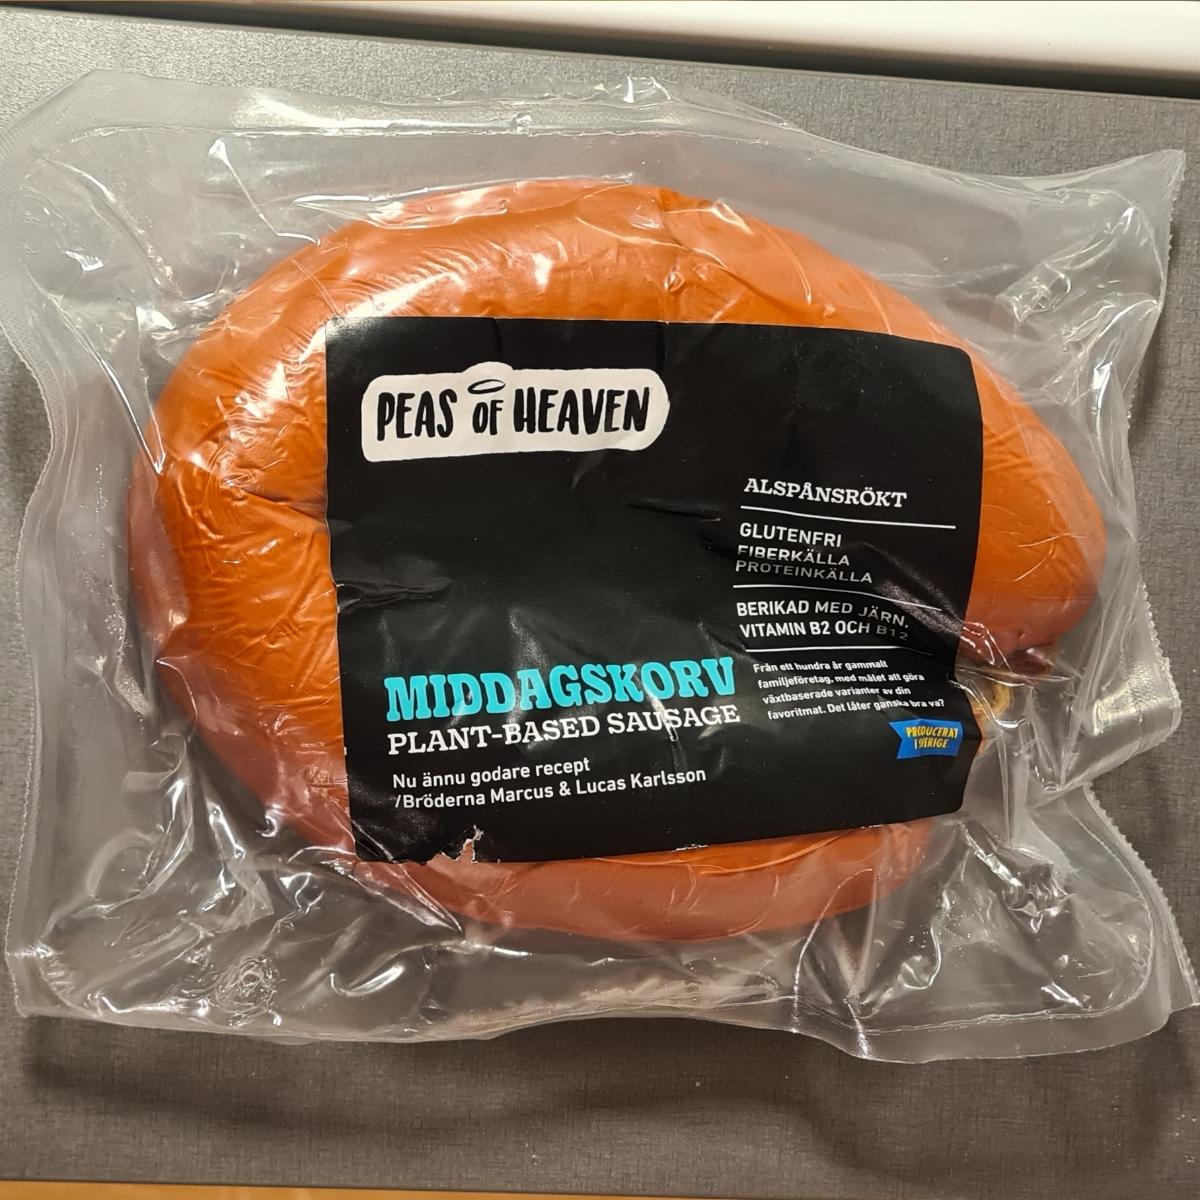 PEAS OF HEAVEN
ALSPÅNSRÖKT
GLUTENFRI
FIBERKÄLLA
PROTEINKÄLLA
BERIKAD MED JÄRN,
VITAMIN B2 OCH B12
Från ett hundra år gammalt
familjeföretag, med målet att göra
växtbaserade varianter av din
favoritmat. Det låter ganska bra va?
PRODUCERAT
I SVERIGE
MIDDAGSKORV
PLANT-BASED SAUSAGE
Nu ännu godare recept
/Bröderna Marcus & Lucas Karlsson